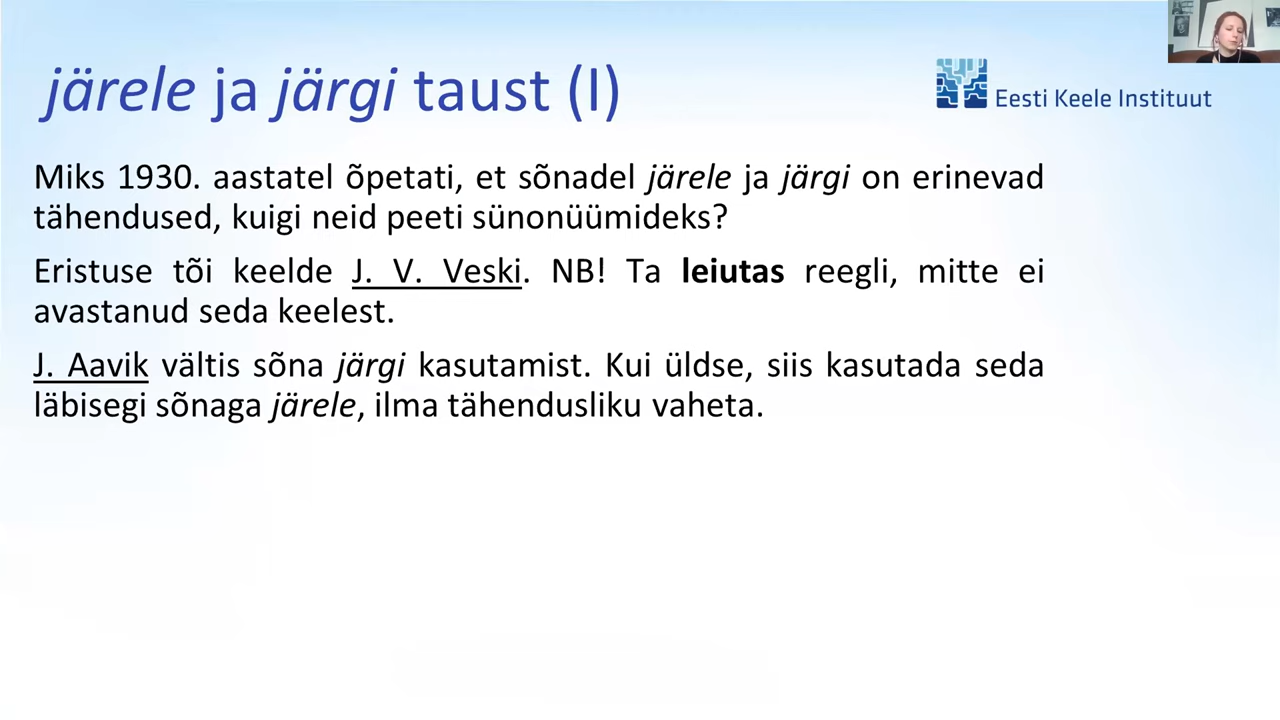 järele ja järgi taust (I)
Eesti Keele Instituut
Miks 1930. aastatel õpetati, et sõnadel järele ja järgi on erinevad
tähendused, kuigi neid peeti sünonüümideks?
Eristuse tõi keelde J. V. Veski. NB! Ta leiutas reegli, mitte ei
avastanud seda keelest.
J. Aavik vältis sõna järgi kasutamist. Kui üldse, siis kasutada seda
läbisegi sõnaga järele, ilma tähendusliku vaheta.